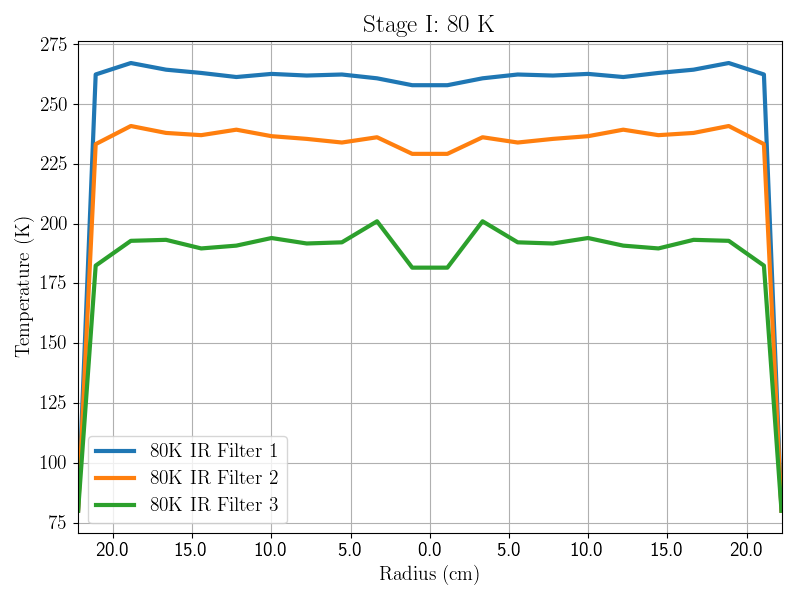 Stage I: 80 K
275
250
225
200
175
150
125
100
75
Temperature (K)
80K IR Filter 1
80K IR Filter 2
80K IR Filter 3
20.0 15.0 10.0 5.0 0.0 5.0 10.0 15.0 20.0
Radius (cm)